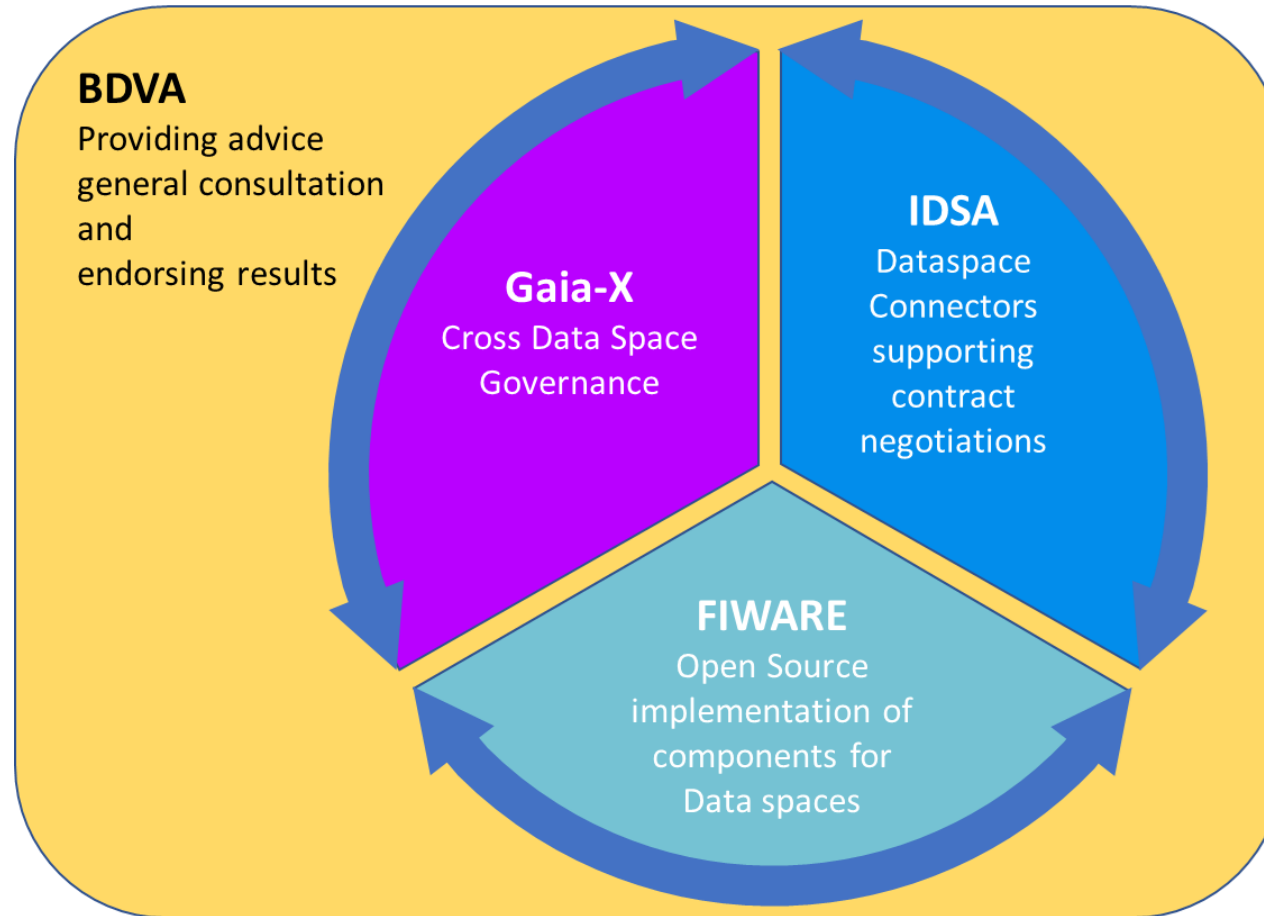 BDVA
Providing advice
general consultation
and
endorsing results
Gaia-X
Cross Data Space
Governance
IDSA
Dataspace
Connectors
supporting
contract
negotiations
FIWARE
Open Source
implementation of
components for
Data spaces